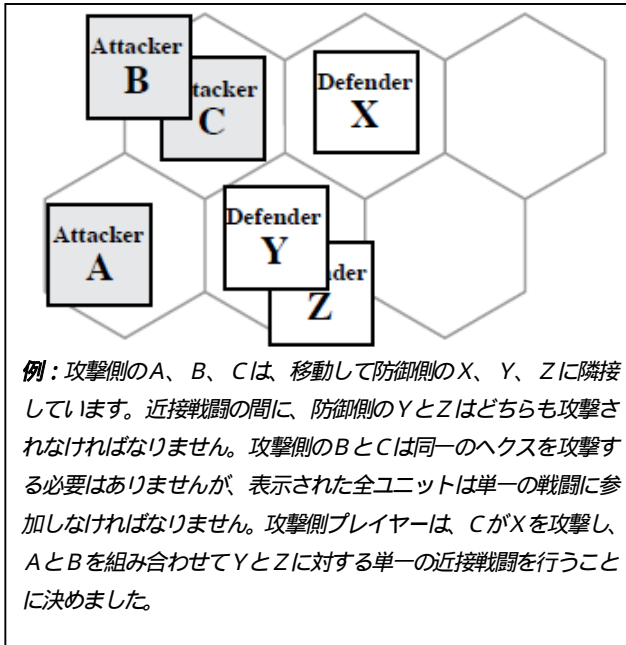 Attacker
B
ttacker
C
Defender
X
Attacker
A
Defender
Y
der
Z
例：攻撃側のA、B、Cは、移動して防御側のX、Y、Zに隣接
しています。近接戦闘の間に、防御側のYとZはどちらも攻撃さ
れなければなりません。攻撃側のBとCは同一のヘクスを攻撃す
る必要はありませんが、表示された全ユニットは単一の戦闘に参
加しなければなりません。攻撃側プレイヤーは、CがXを攻撃し、
AとBを組み合わせてYとZに対する単一の近接戦闘を行うこと
に決めました。